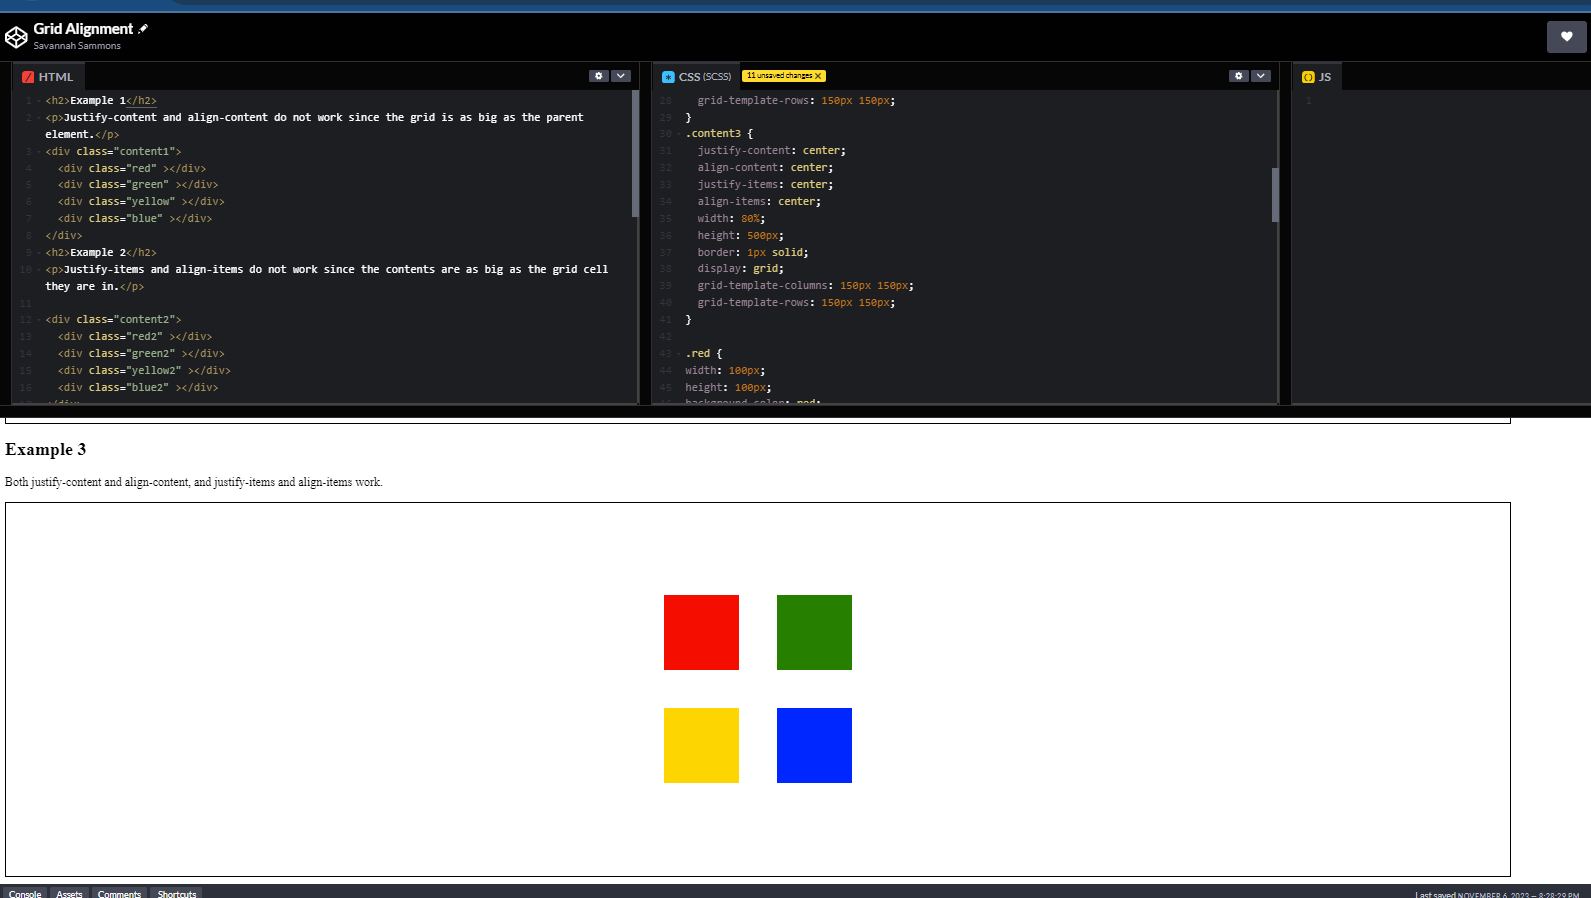 Grid Alignment
Savannah Sammons
HTML
CSS (SCSS)
11 unsaved changes X
JS
1 <h2>Example 1</h2>
2 <p>Justify-content and align-content do not work since the grid is as big as the parent
element.</p>
3 <div class="content1">
4 <div class="red" ></div>
5 <div class="green" ></div>
6 <div class="yellow" ></div>
7 <div class="blue" ></div>
8 </div>
9 <h2>Example 2</h2>
10 <p>Justify-items and align-items do not work since the contents are as big as the grid cell
they are in.</p>
11
12 <div class="content2">
13 <div class="red2" ></div>
14 <div class="green2" ></div>
15 <div class="yellow2" ></div>
16 <div class="blue2" ></div>
</div>
28 grid-template-rows: 150px 150px;
29 }
30 .content3 {
31 justify-content: center;
32 align-content: center;
33 justify-items: center;
34 align-items: center;
35 width: 80%;
36 height: 500px;
37 border: 1px solid;
38 display: grid;
39 grid-template-columns: 150px 150px;
40 grid-template-rows: 150px 150px;
41 }
42
43 .red {
44 width: 100px;
45 height: 100px;
46 background-color: red;
1
Example 3
Both justify-content and align-content, and justify-items and align-items work.
Console Assets Comments Shortcuts
Last saved NOVEMBER 6, 2023 — 8:28:29 PM